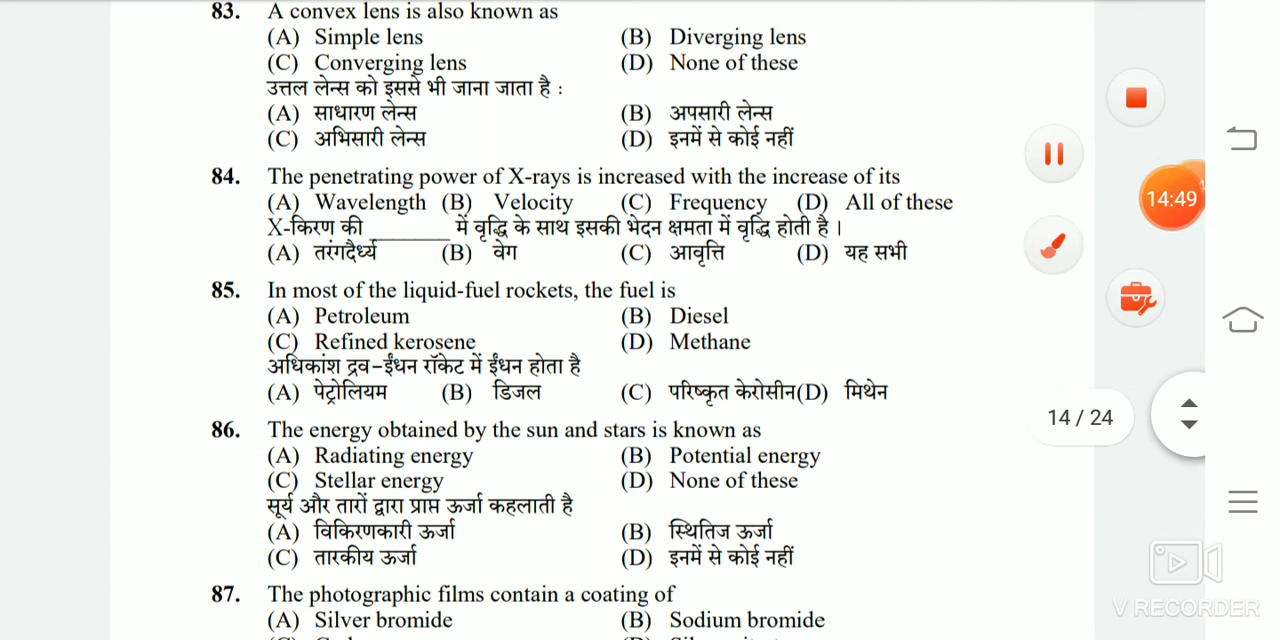 83. A convex lens is also known as
(A) Simple lens (B) Diverging lens
(C) Converging lens (D) None of these
उत्तल लेन्स को इससे भी जाना जाता है :
(A) साधारण लेन्स (B) अपसारी लेन्स
(C) अभिसारी लेन्स (D) इनमें से कोई नहीं
84. The penetrating power of X-rays is increased with the increase of its
(A) Wavelength (B) Velocity (C) Frequency (D) All of these
X-किरण की ________ में वृद्धि के साथ इसकी भेदन क्षमता में वृद्धि होती है ।
(A) तरंगदैर्ध्य (B) वेग (C) आवृत्ति (D) यह सभी
14:49
85. In most of the liquid-fuel rockets, the fuel is
(A) Petroleum (B) Diesel
(C) Refined kerosene (D) Methane
अधिकांश द्रव-ईंधन रॉकेट में ईंधन होता है
(A) पेट्रोलियम (B) डिजल (C) परिष्कृत केरोसीन(D) मिथेन
14 / 24
86. The energy obtained by the sun and stars is known as
(A) Radiating energy (B) Potential energy
(C) Stellar energy (D) None of these
सूर्य और तारों द्वारा प्राप्त ऊर्जा कहलाती है
(A) विकिरणकारी ऊर्जा (B) स्थितिज ऊर्जा
(C) तारकीय ऊर्जा (D) इनमें से कोई नहीं
87. The photographic films contain a coating of
(A) Silver bromide (B) Sodium bromide
V RECORDER